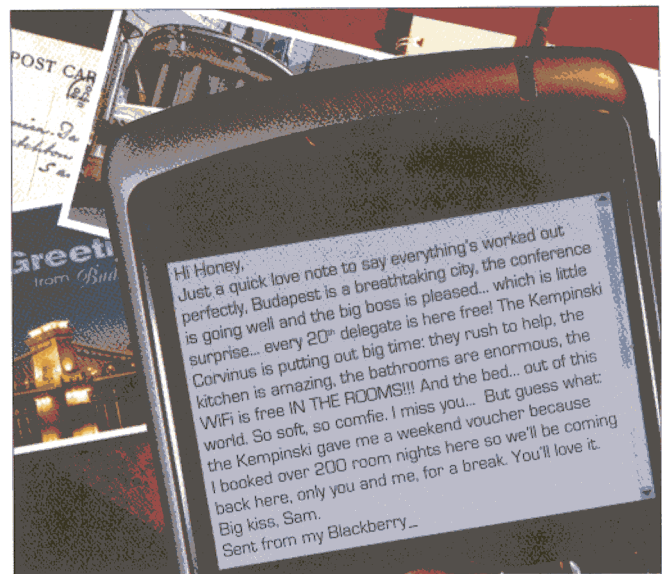 POST CAR
Greeti
from Bud
Hi Honey,
Just a quick love note to say everything's worked out
perfectly, Budapest is a breathtaking city, the conference
is going well and the big boss is pleased... which is little
surprise... every 20th delegate is here free! The Kempinski
Corvinus is putting out big time: they rush to help, the
kitchen is amazing, the bathrooms are enormous, the
WiFi is free IN THE ROOMS!!! And the bed... out of this
world. So soft, so comfie. I miss you... But guess what:
the Kempinski gave me a weekend voucher because
I booked over 200 room nights here so we'll be coming
back here, only you and me, for a break. You'll love it.
Big kiss, Sam.
Sent from my Blackberry_